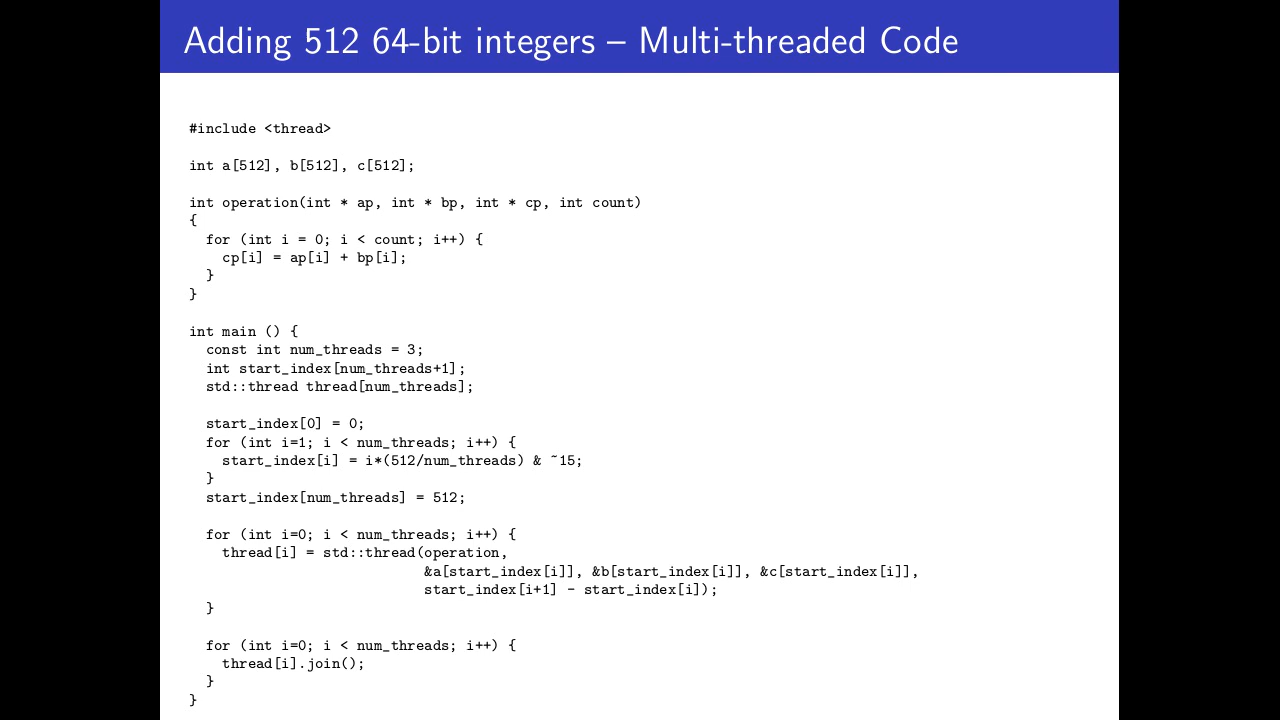 Adding 512 64-bit integers – Multi-threaded Code
#include <thread>
int a[512], b[512], c[512];
int operation(int * ap, int * bp, int * cp, int count)
{
  for (int i = 0; i < count; i++) {
    cp[i] = ap[i] + bp[i];
  }
}
int main () {
  const int num_threads = 3;
  int start_index[num_threads+1];
  std::thread thread[num_threads];
  start_index[0] = 0;
  for (int i=1; i < num_threads; i++) {
    start_index[i] = i*(512/num_threads) & ~15;
  }
  start_index[num_threads] = 512;
  for (int i=0; i < num_threads; i++) {
    thread[i] = std::thread(operation,
                            &a[start_index[i]], &b[start_index[i]], &c[start_index[i]],
                            start_index[i+1] - start_index[i]);
  }
  for (int i=0; i < num_threads; i++) {
    thread[i].join();
  }
}